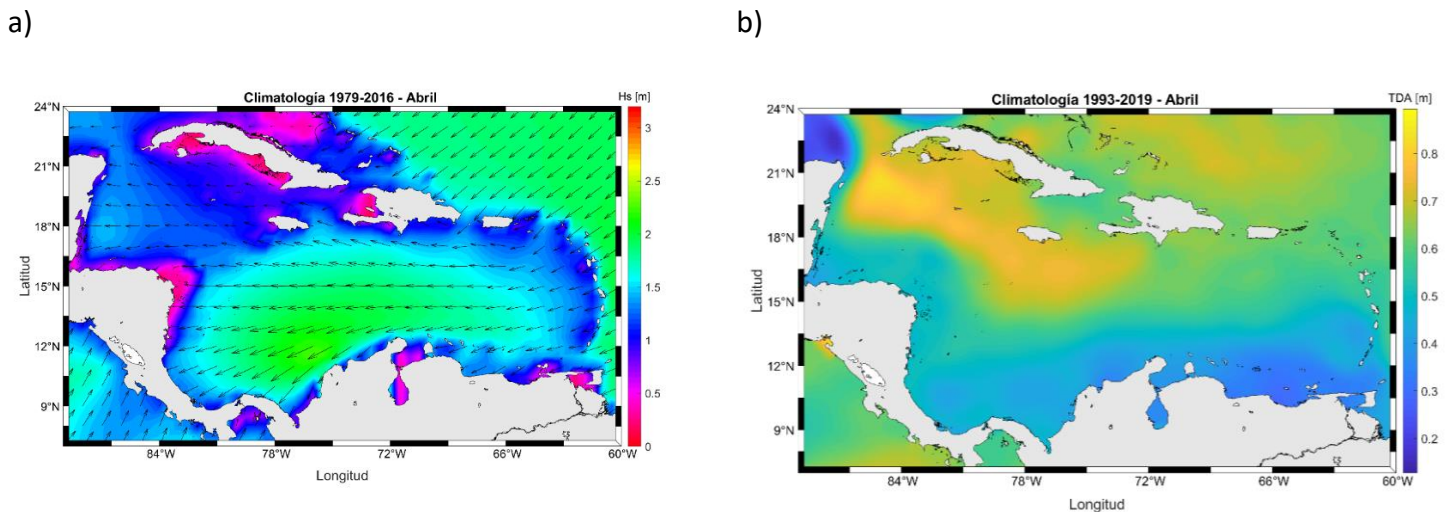 a)
b)
Climatología 1979-2016 - Abril
Hs [m]
24°N
21°N
18°N
15°N
12°N
9°N
Latitud
84°W 78°W 72°W 66°W 60°W
Longitud
3
2.5
2
1.5
1
0.5
0
Climatología 1993-2019 - Abril
TDA [m]
24°N
21°N
18°N
15°N
12°N
9°N
Latitud
84°W 78°W 72°W 66°W 60°W
Longitud
0.8
0.7
0.6
0.5
0.4
0.3
0.2